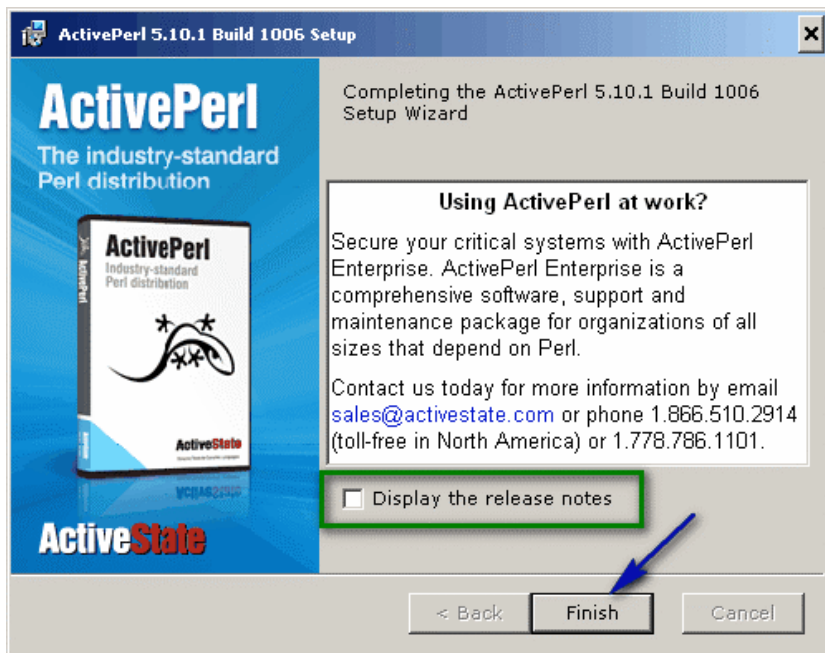 ActivePerl 5.10.1 Build 1006 Setup
ActivePerl
The industry-standard
Perl distribution
ActivePerl
ActivePerl
Industry-standard
Perl distribution
ActiveState
ActiveState
Completing the ActivePerl 5.10.1 Build 1006
Setup Wizard
Using ActivePerl at work?
Secure your critical systems with ActivePerl
Enterprise. ActivePerl Enterprise is a
comprehensive software, support and
maintenance package for organizations of all
sizes that depend on Perl.
Contact us today for more information by email
sales@activestate.com or phone 1.866.510.2914
(toll-free in North America) or 1.778.786.1101.
Display the release notes
< Back
Finish
Cancel